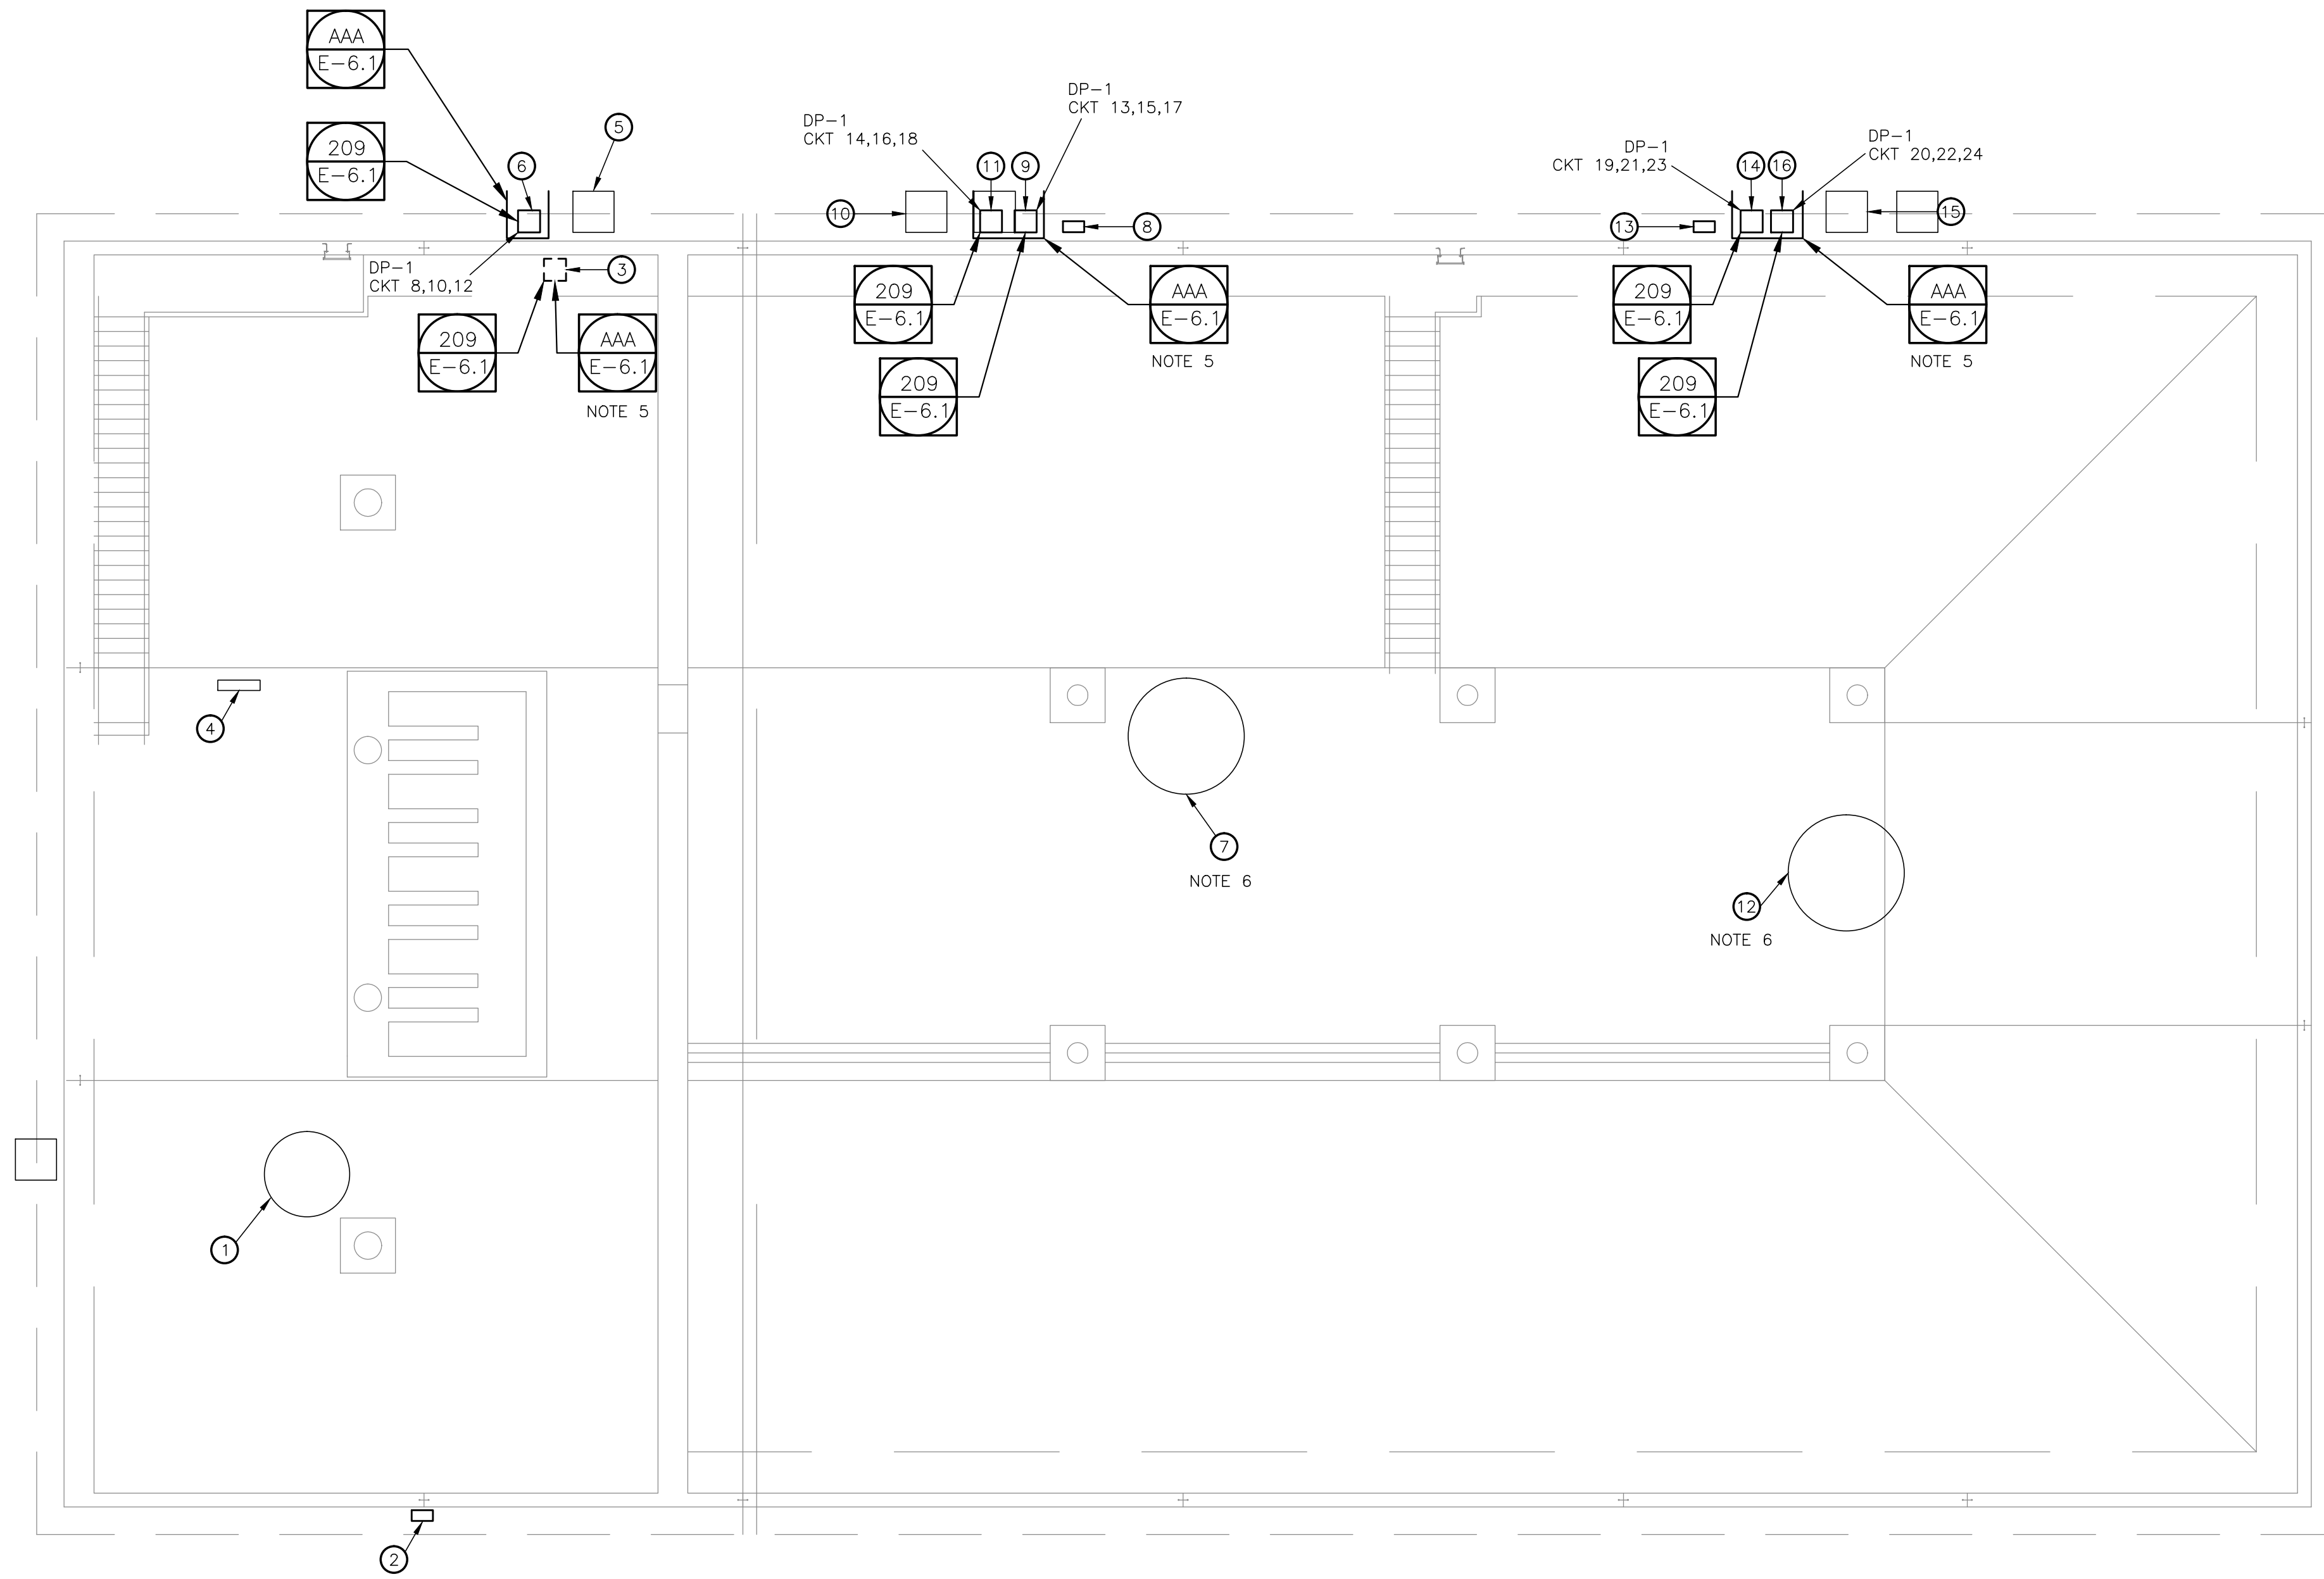 AAA
E-6.1
209
E-6.1
5
6
DP-1
CKT 8,10,12
3
209
E-6.1
AAA
E-6.1
NOTE 5
DP-1
CKT 14,16,18
DP-1
CKT 13,15,17
11
9
10
8
209
E-6.1
AAA
E-6.1
NOTE 5
209
E-6.1
DP-1
CKT 19,21,23
DP-1
CKT 20,22,24
14
16
13
15
209
E-6.1
AAA
E-6.1
NOTE 5
209
E-6.1
4
7
NOTE 6
12
NOTE 6
1
2